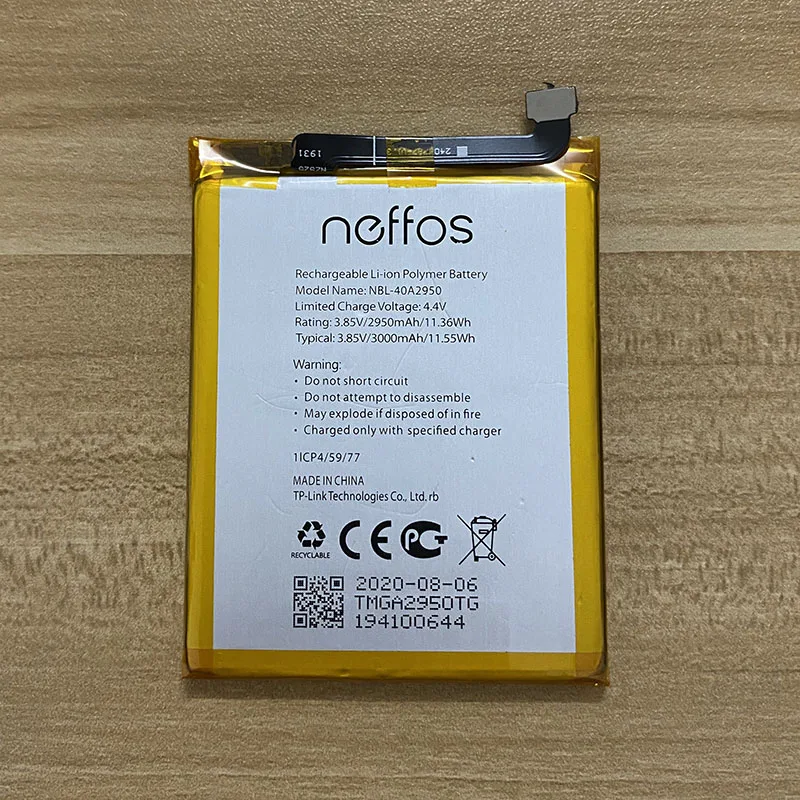 1931
N2828
neffos
Rechargeable Li-ion Polymer Battery
Model Name: NBL-40A2950
Limited Charge Voltage: 4.4V
Rating: 3.85V/2950mAh/11.36Wh
Typical: 3.85V/3000mAh/11.55Wh
Warning:
• Do not short circuit
• Do not attempt to disassemble
• May explode if disposed of in fire
• Charged only with specified charger
1ICP4/59/77
MADE IN CHINA
TP-Link Technologies Co., Ltd. rb
RECYCLABLE
CE
РСТ
2020-08-06
TMGA2950TG
194100644